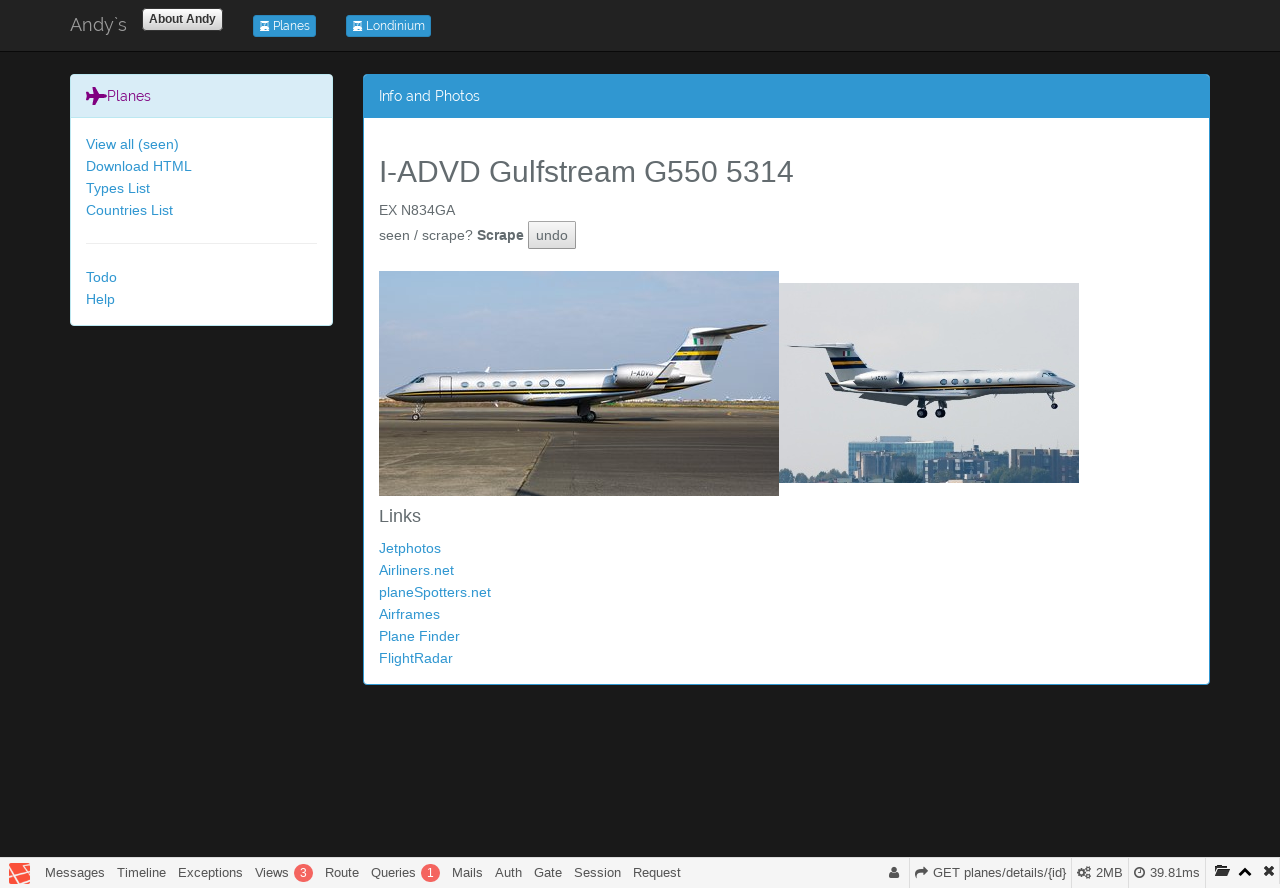 Andy`s About Andy Planes Londinium
Planes
View all (seen)
Download HTML
Types List
Countries List
Todo
Help
Info and Photos
I-ADVD Gulfstream G550 5314
EX N834GA
seen / scrape? Scrape undo
I-ADVD
I-ADVD
Links
Jetphotos
Airliners.net
planeSpotters.net
Airframes
Plane Finder
FlightRadar
Messages Timeline Exceptions Views 3 Route Queries 1 Mails Auth Gate Session Request GET planes/details/{id} 2MB 39.81ms